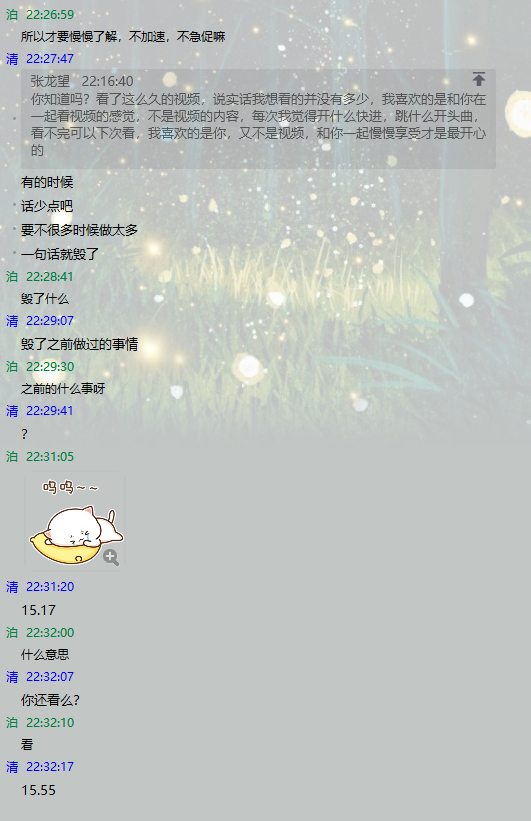 泊 22:26:59
所以才要慢慢了解，不加速，不急促嘛
清 22:27:47
张龙望 22:16:40
你知道吗？看了这么久的视频，说实话我想看的并没有多少，我喜欢的是和你在
一起看视频的感觉，不是视频的内容，每次我觉得开什么快进，跳什么开头曲，
看不完可以下次看，我喜欢的是你，又不是视频，和你一起慢慢享受才是最开心
的
有的时候
话少点吧
要不很多时候做太多
一句话就毁了
泊 22:28:41
毁了什么
清 22:29:07
毁了之前做过的事情
泊 22:29:30
之前的什么事呀
清 22:29:41
?
泊 22:31:05
呜呜~~
清 22:31:20
15.17
泊 22:32:00
什么意思
清 22:32:07
你还看么？
泊 22:32:10
看
清 22:32:17
15.55